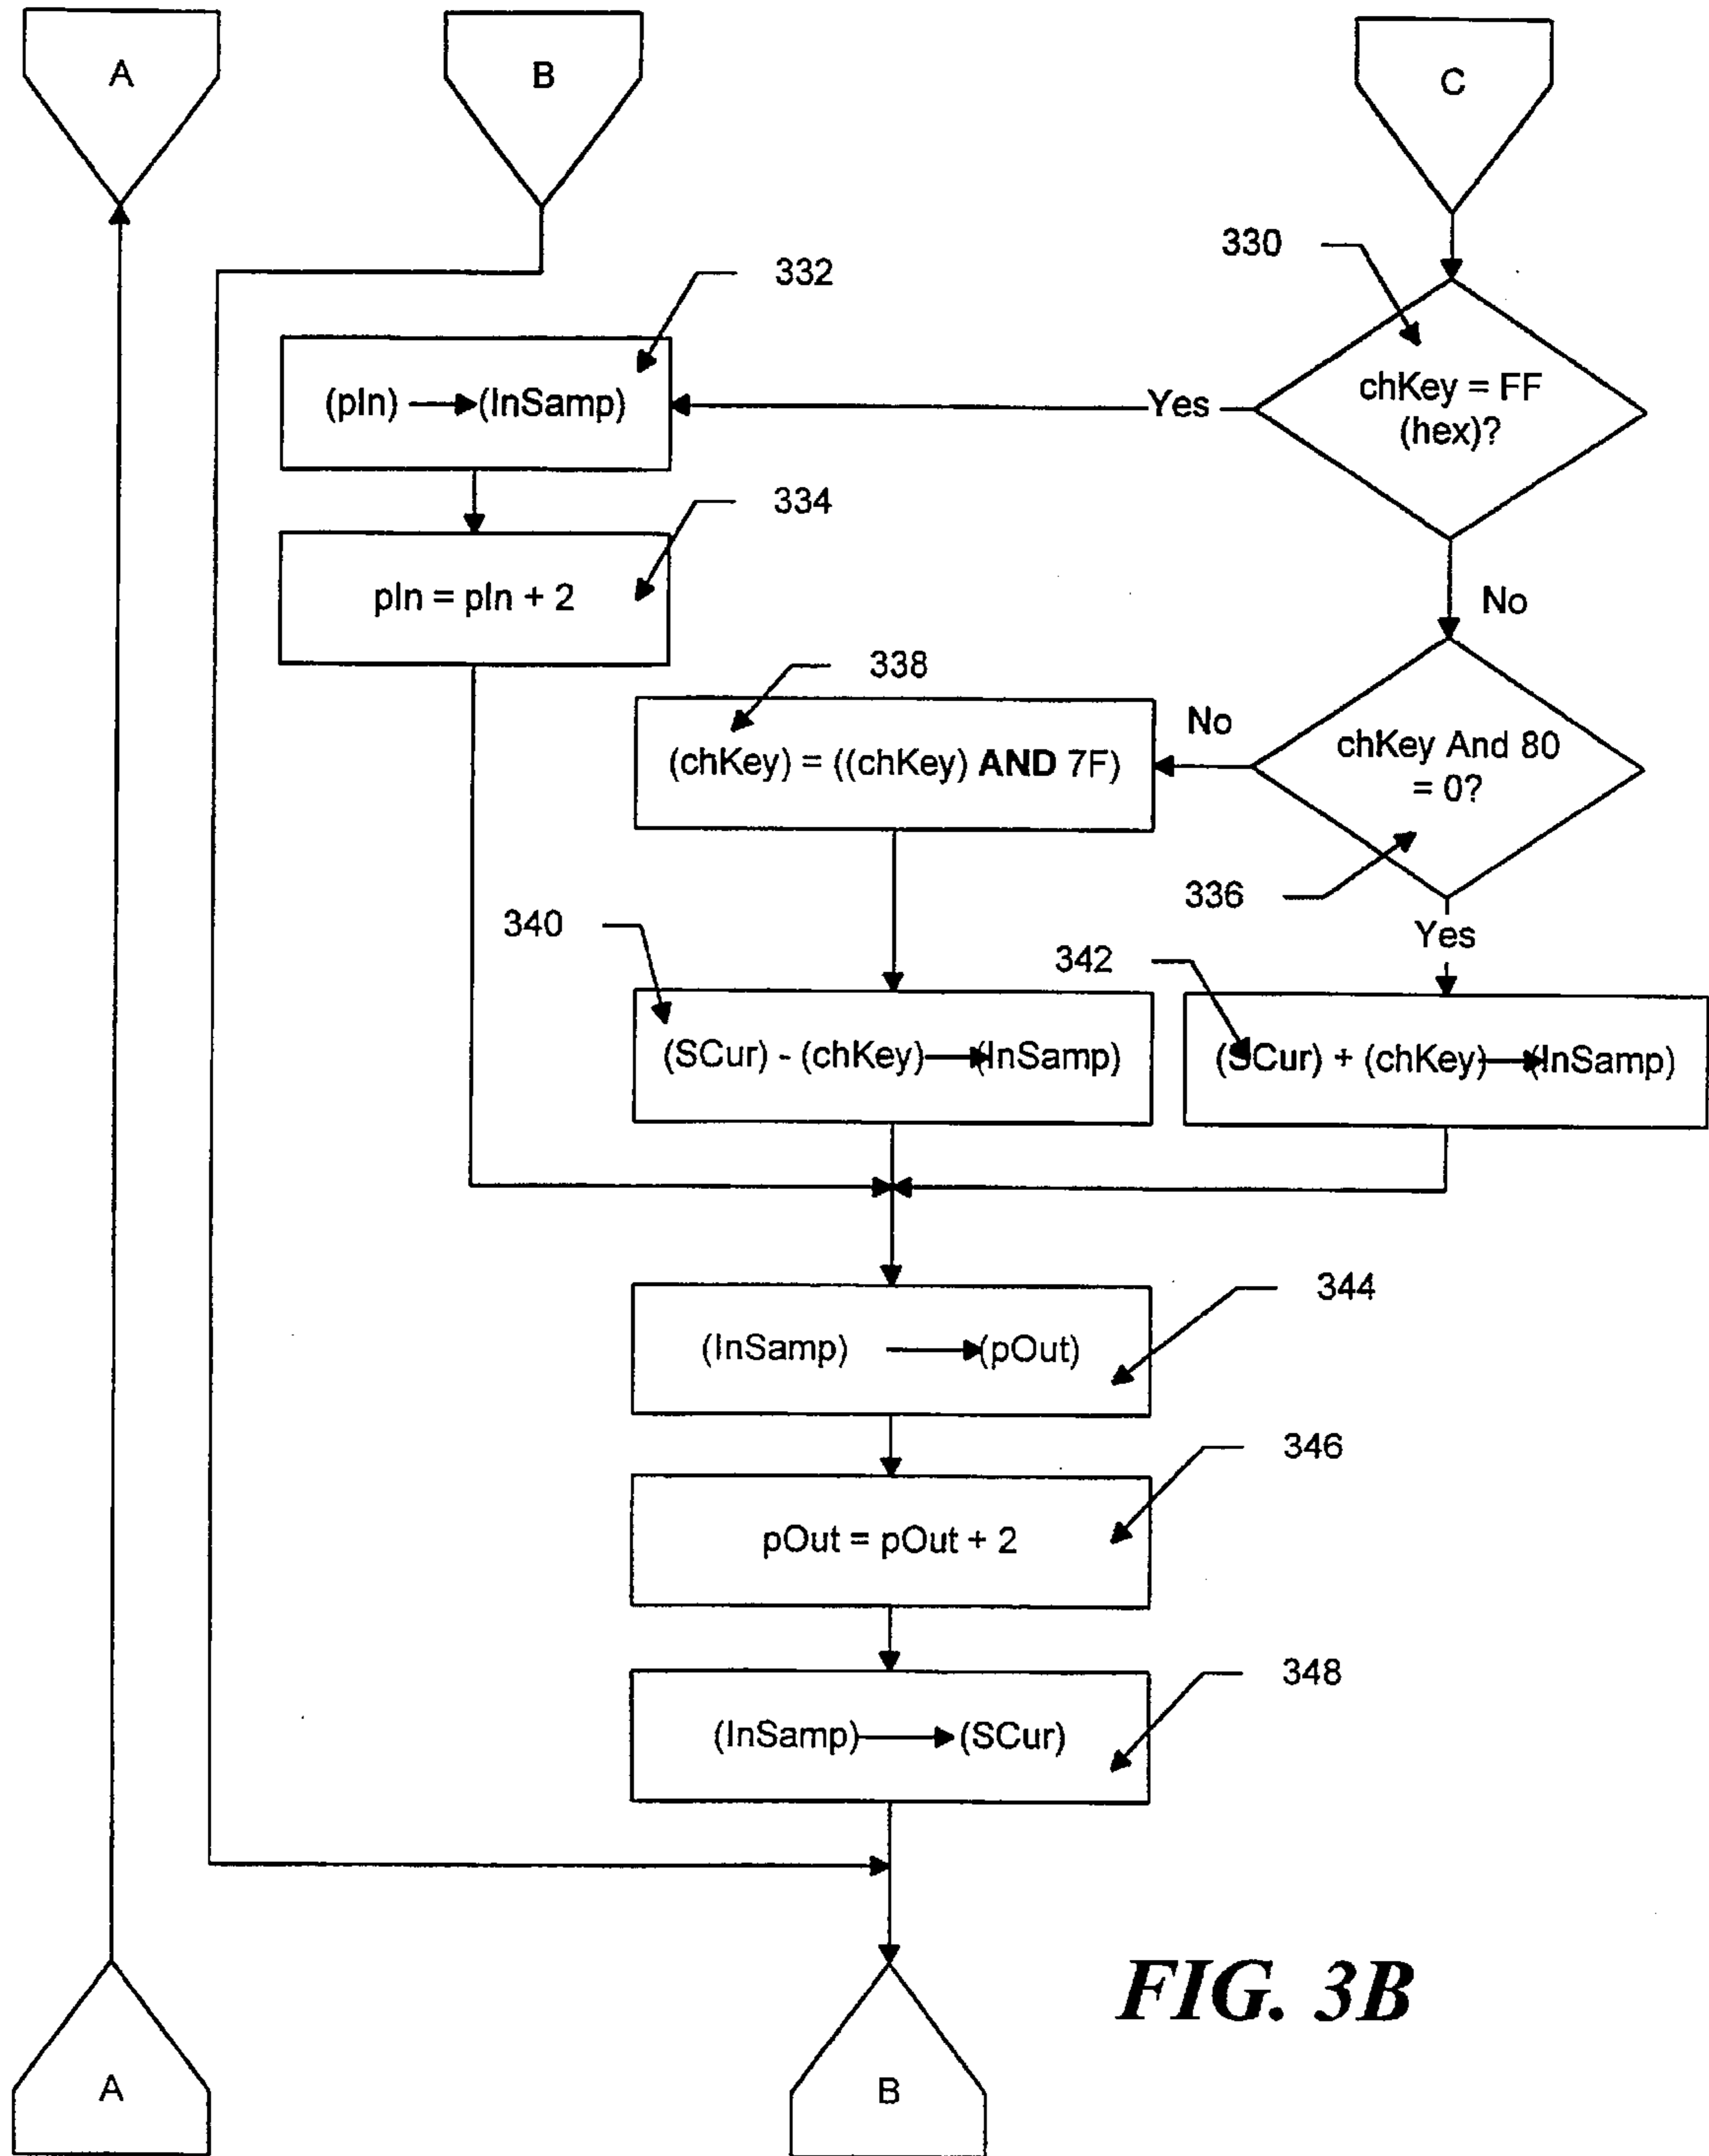 A
B
C
330
332
chKey = FF
(hex)?
Yes
(pIn) → (InSamp)
334
pIn = pIn + 2
No
338
No
(chKey) = ((chKey) AND 7F)
chKey And 80
= 0?
336
Yes
340
342
(SCur) - (chKey) → (InSamp)
(SCur) + (chKey) → (InSamp)
344
(InSamp) → (pOut)
346
pOut = pOut + 2
348
(InSamp) → (SCur)
FIG. 3B
A
B